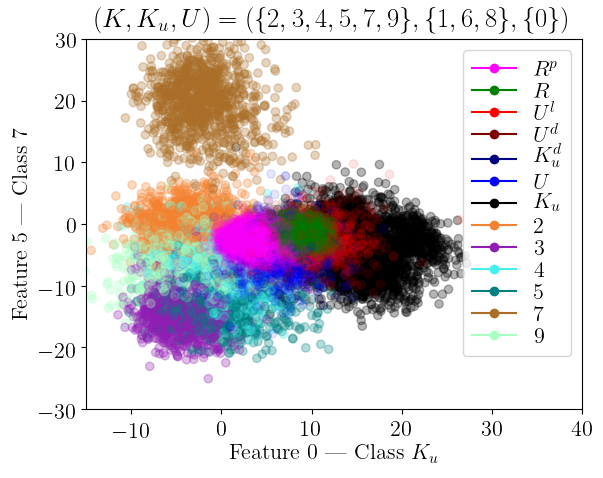 (K, K_u, U) = ({2, 3, 4, 5, 7, 9}, {1, 6, 8}, {0})
Feature 5 — Class 7
30
20
10
0
−10
−20
−30
R^p
R
U^l
U^d
K_u^d
U
K_u
2
3
4
5
7
9
−10 0 10 20 30 40
Feature 0 — Class K_u